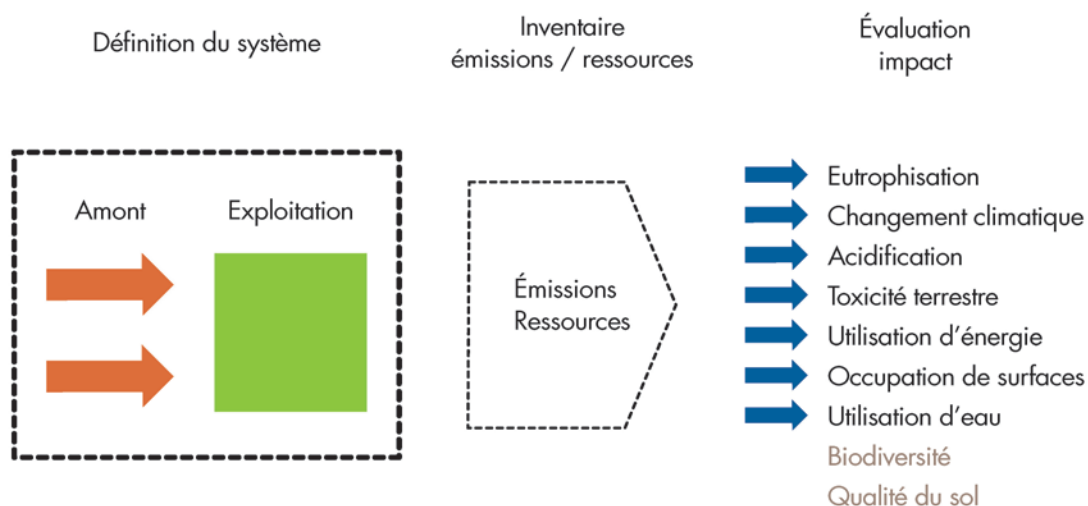 Définition du système
Inventaire
émissions / ressources
Évaluation
impact
Amont
Exploitation
Émissions
Ressources
Eutrophisation
Changement climatique
Acidification
Toxicité terrestre
Utilisation d'énergie
Occupation de surfaces
Utilisation d'eau
Biodiversité
Qualité du sol